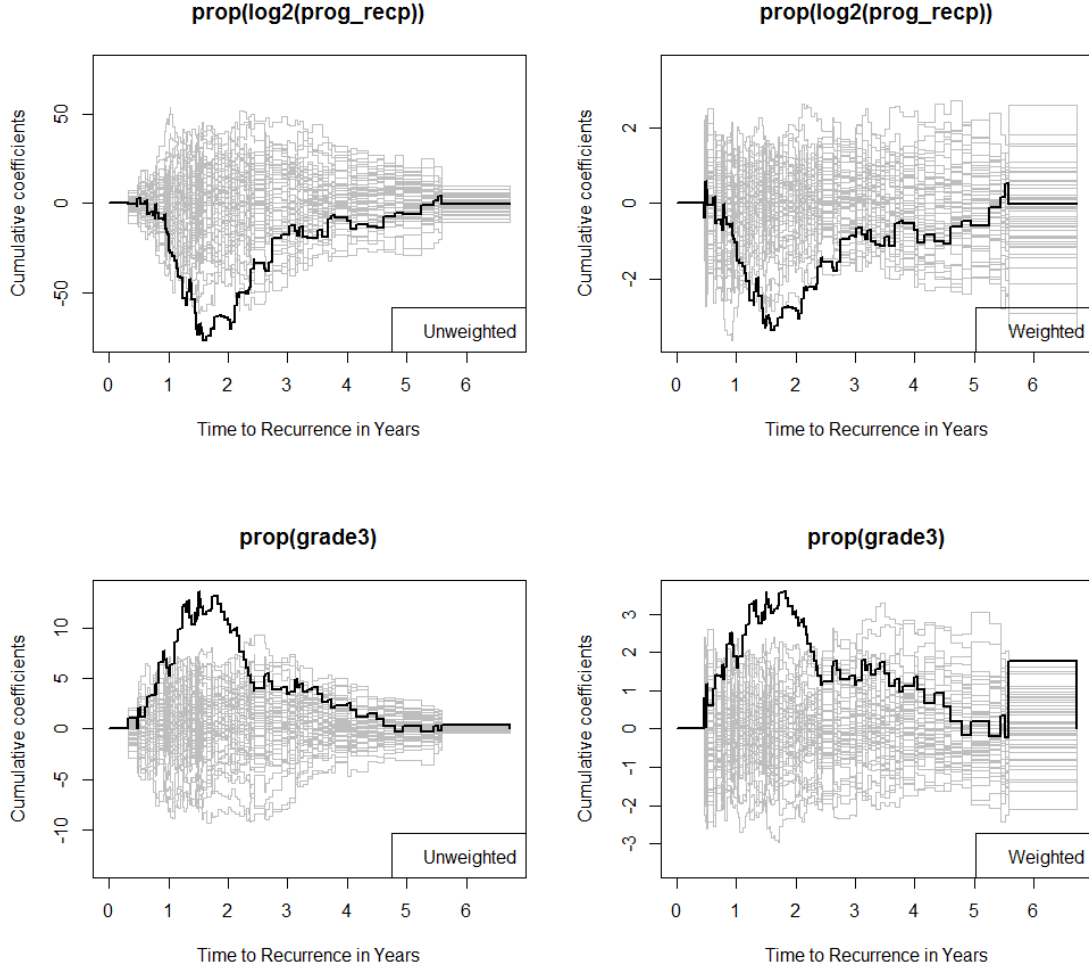 prop(log2(prog_recp))
Cumulative coefficients
50
0
-50
Unweighted
0 1 2 3 4 5 6
Time to Recurrence in Years
prop(log2(prog_recp))
Cumulative coefficients
2
0
-2
Weighted
0 1 2 3 4 5 6
Time to Recurrence in Years
prop(grade3)
Cumulative coefficients
10
5
0
-5
-10
Unweighted
0 1 2 3 4 5 6
Time to Recurrence in Years
prop(grade3)
Cumulative coefficients
3
2
1
0
-1
-2
-3
Weighted
0 1 2 3 4 5 6
Time to Recurrence in Years